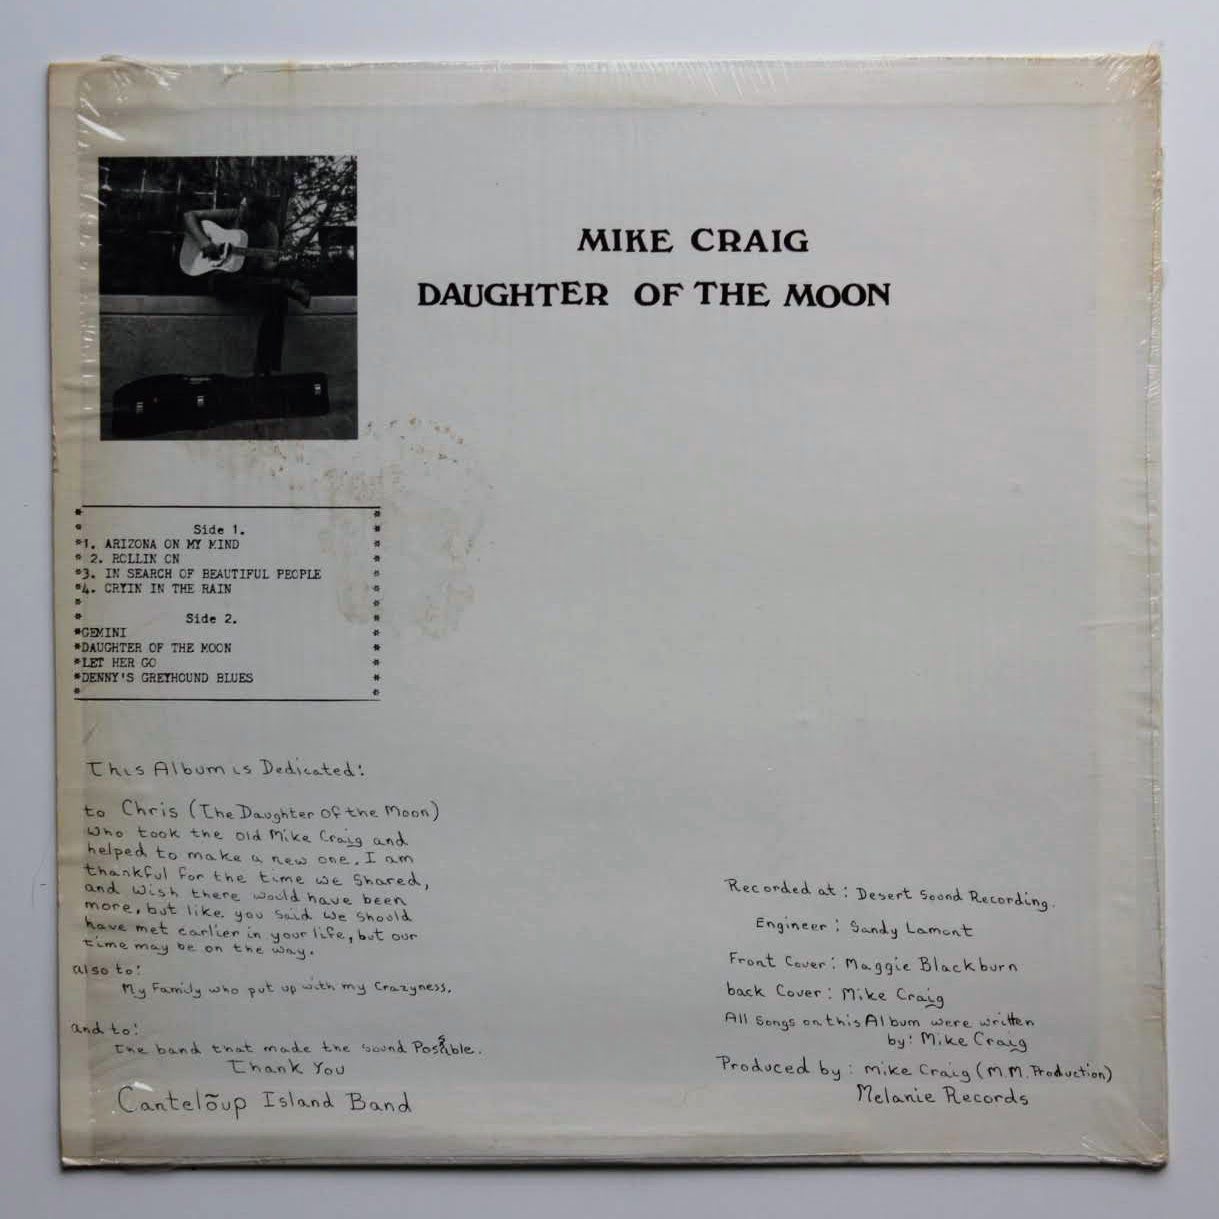 MIKE CRAIG
DAUGHTER OF THE MOON
Side 1.
*1. ARIZONA ON MY MIND
* 2. ROLLIN ON
*3. IN SEARCH OF BEAUTIFUL PEOPLE
*4. CRYIN IN THE RAIN
Side 2.
*GEMINI
*DAUGHTER OF THE MOON
*LET HER GO
*DENNY'S GREYHOUND BLUES
This Album is Dedicated:
to Chris (The Daughter Of the Moon)
Who took the old Mike Craig and
helped to make a new one. I am
thankful for the time we shared,
and wish there would have been
more, but like you said we should
have met earlier in your life, but our
time may be on the way.
also to:
My Family who put up with my Crazyness.
and to:
the band that made the sound Possible.
Thank You
Cantelõup Island Band
Recorded at: Desert Sound Recording.
Engineer: Sandy Lamont
Front Cover: Maggie Blackburn
back Cover: Mike Craig
All Songs on this Album were written
by: Mike Craig
Produced by: Mike Craig (M.M. Production)
Melanie Records